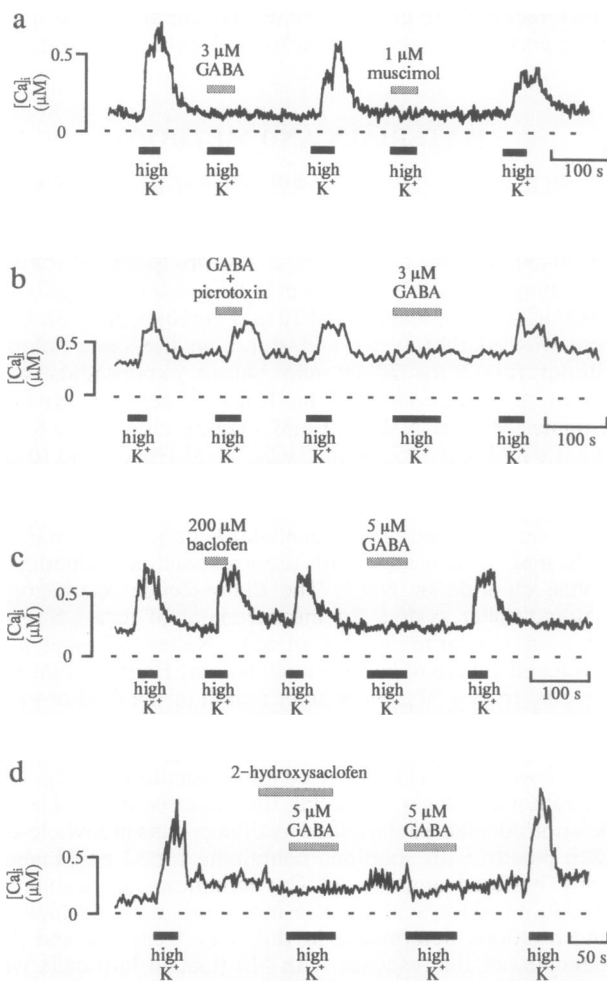 a
3 µM
GABA
1 µM
muscimol
[Ca]i
(µM)
0.5
0
high
K⁺
high
K⁺
high
K⁺
high
K⁺
high
K⁺
100 s
b
GABA
+
picrotoxin
3 µM
GABA
[Ca]i
(µM)
0.5
0
high
K⁺
high
K⁺
high
K⁺
high
K⁺
high
K⁺
100 s
c
200 µM
baclofen
5 µM
GABA
[Ca]i
(µM)
0.5
0
high
K⁺
high
K⁺
high
K⁺
high
K⁺
high
K⁺
100 s
d
2-hydroxysaclofen
5 µM
GABA
5 µM
GABA
[Ca]i
(µM)
0.5
0
high
K⁺
high
K⁺
high
K⁺
high
K⁺
50 s